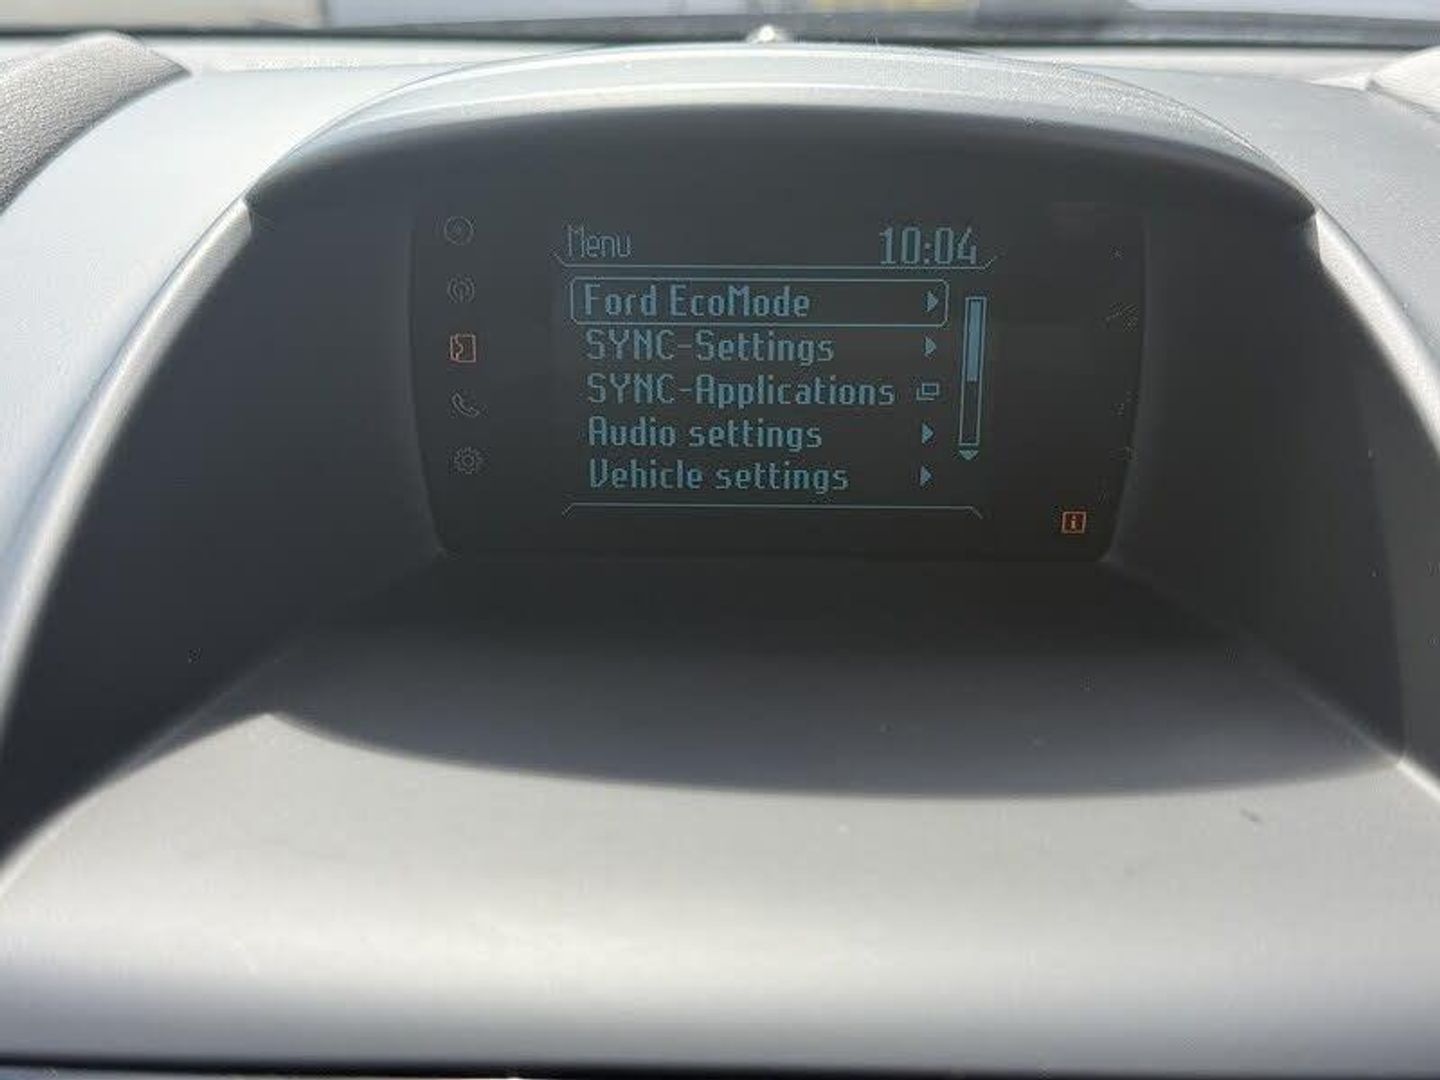 Menu 10:04
Ford EcoMode
SYNC-Settings
SYNC-Applications
Audio settings
Vehicle settings
i